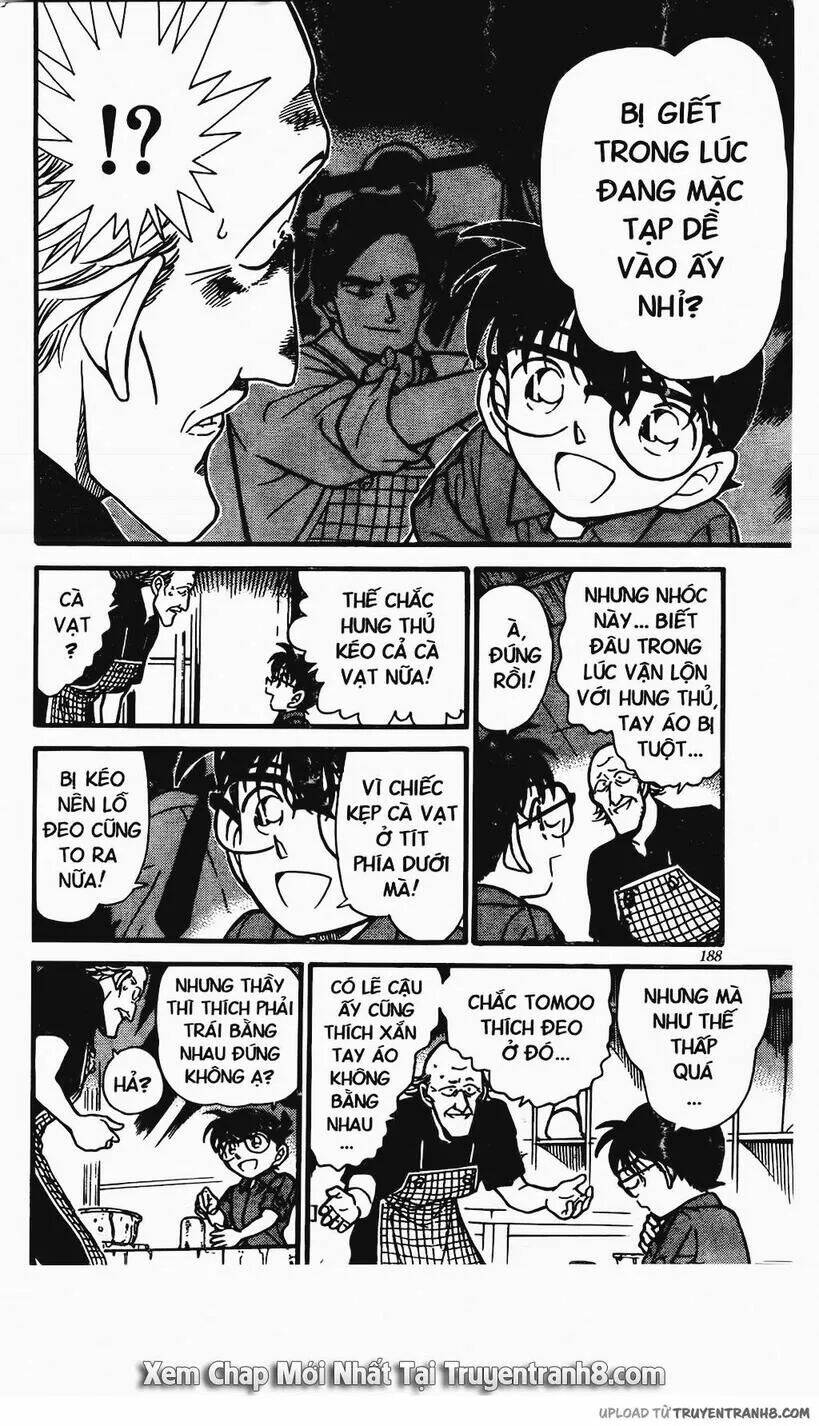 !?
BỊ GIẾT
TRONG LÚC
ĐANG MẶC
TẠP DỀ
VÀO ẤY
NHỈ?
NHƯNG NHÓC
NÀY... BIẾT
ĐÂU TRONG
LÚC VẬN LỘN
VỚI HUNG THỦ,
TAY ÁO BỊ
TUỘT...
À,
ĐÚNG
RỒI!
THẾ CHẮC
HUNG THỦ
KÉO CẢ CÀ
VẠT NỮA!
CÀ
VẠT
?
VÌ CHIẾC
KẸP CÀ VẠT
Ở TÍT
PHÍA DƯỚI
MÀ!
BỊ KÉO
NÊN LỖ
ĐEO CŨNG
TO RA
NỮA!
188
NHƯNG MÀ
NHƯ THẾ
THẤP
QUÁ
...
CHẮC TOMOO
THÍCH ĐEO
Ở ĐÓ...
CÓ LẼ CẬU
ẤY CŨNG
THÍCH XẮN
TAY ÁO
KHÔNG
BẰNG
NHAU
...
NHƯNG THẦY
THÌ THÍCH PHẢI
TRÁI BẰNG
NHAU ĐÚNG
KHÔNG Ạ?
HẢ?
Xem Chap Mới Nhất Tại Truyentranh8.com
UPLOAD TỪ TRUYENTRANH8.COM